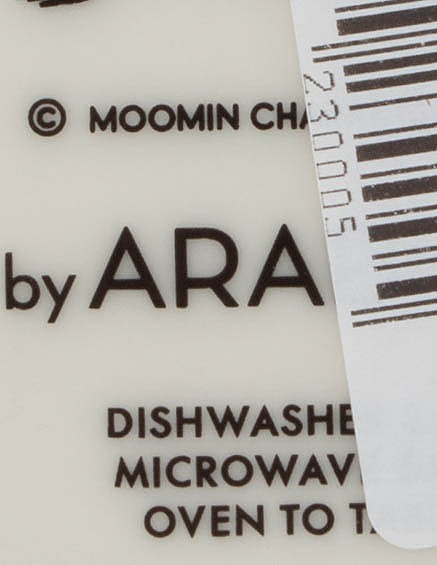 © MOOMIN CHA
by ARA
DISHWASHE
MICROWAV
OVEN TO T
230005